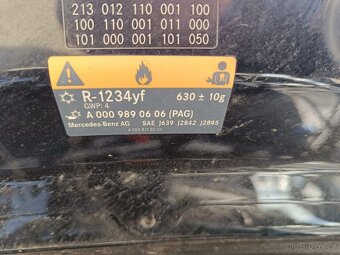 213 012 110 001 100
100 110 001 011 000
101 000 001 101 050
R-1234yf 630 ± 10g
GWP: 4
A 000 989 06 06 (PAG)
Mercedes-Benz AG SAE J639 J2842 J2845